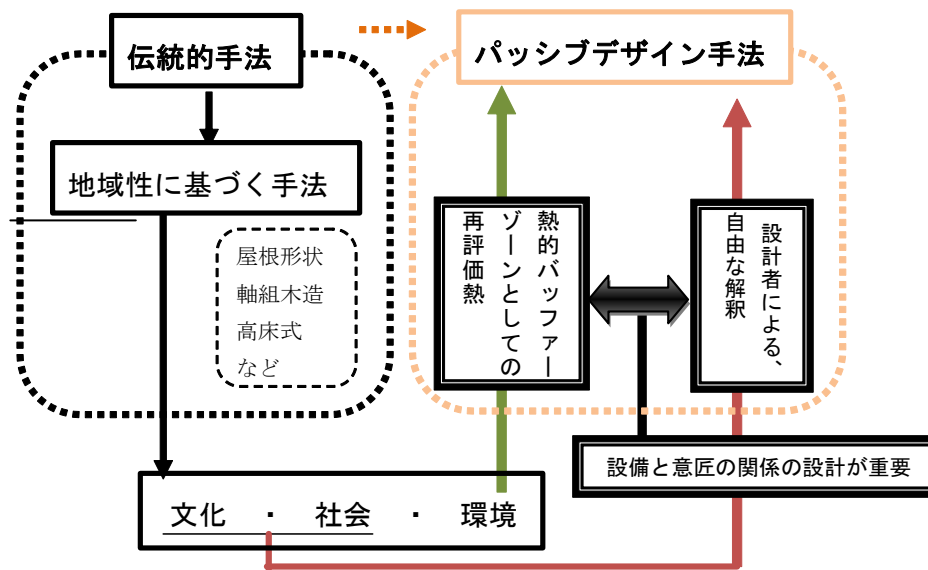 伝統的手法
パッシブデザイン手法
地域性に基づく手法
屋根形状
軸組木造
高床式
など
熱的バッファー
ゾーンとしての
再評価熱
設計者による、
自由な解釈
設備と意匠の関係の設計が重要
文化 ・ 社会 ・ 環境